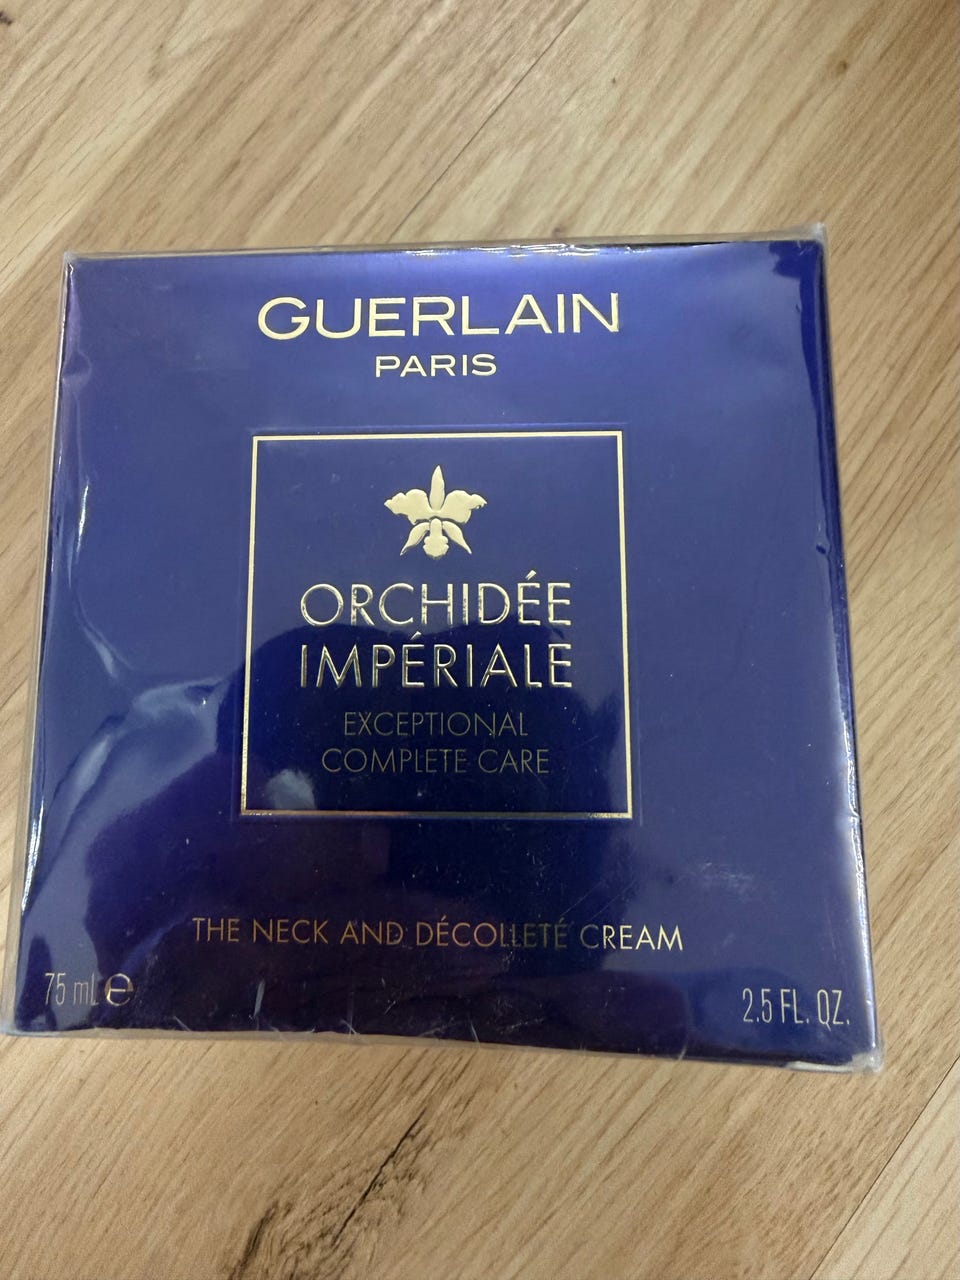 GUERLAIN
PARIS
ORCHIDÉE
IMPÉRIALE
EXCEPTIONAL
COMPLETE CARE
THE NECK AND DÉCOLLETÉ CREAM
75 mL ℮
2.5 FL. OZ.